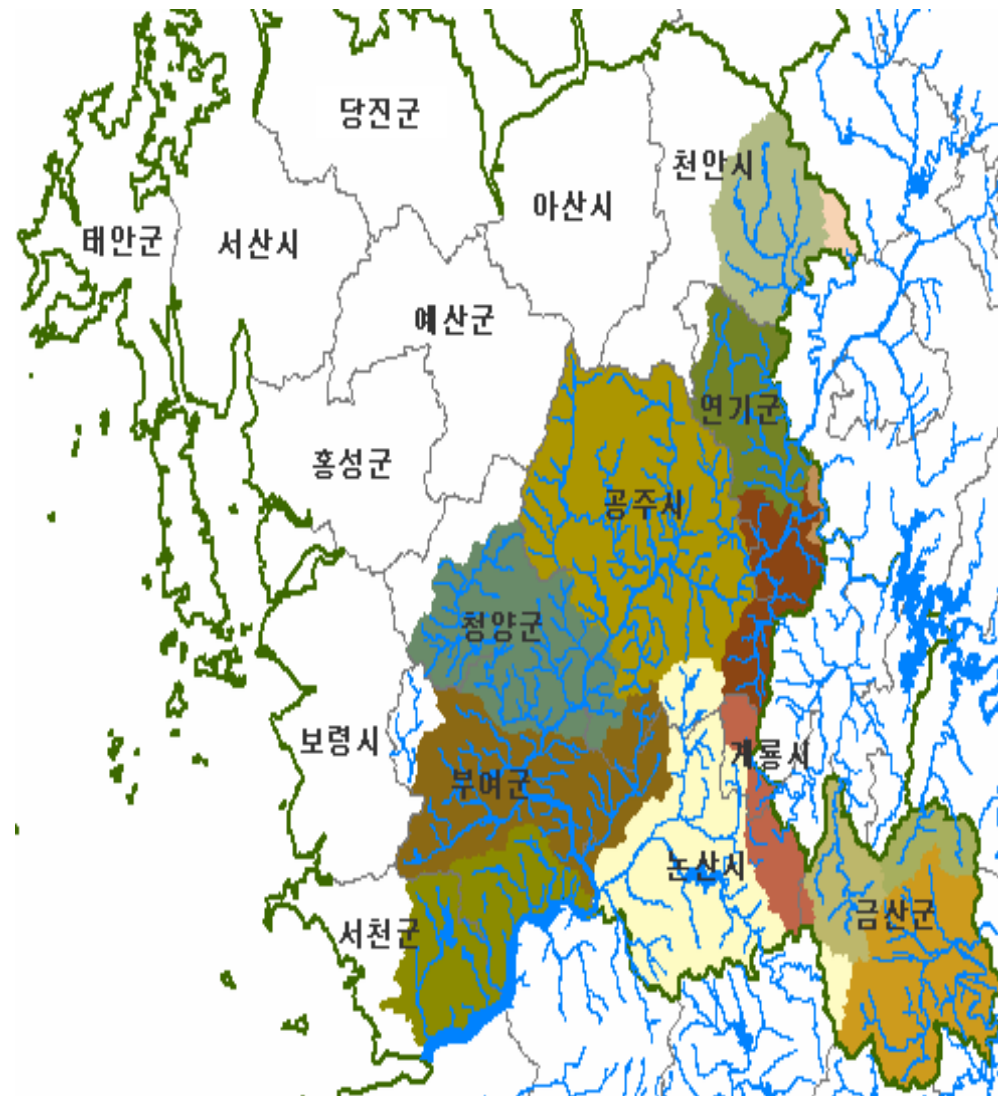 당진군
천안시
아산시
태안군
서산시
예산군
연기군
홍성군
공주시
청양군
보령시
계룡시
부여군
논산시
금산군
서천군